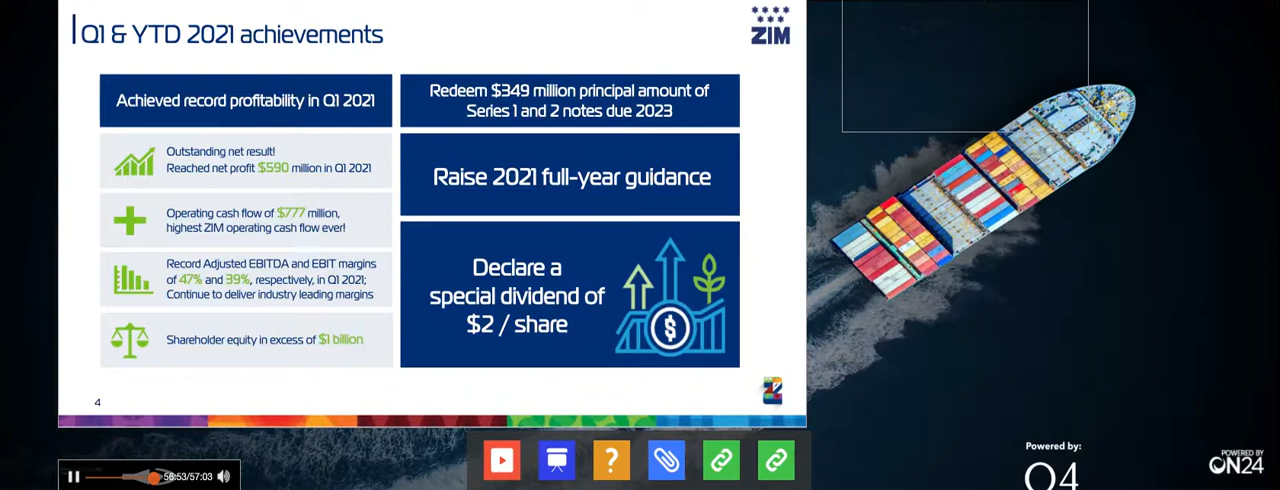 Q1 & YTD 2021 achievements
ZIM
Achieved record profitability in Q1 2021
Outstanding net result!
Reached net profit $590 million in Q1 2021
Operating cash flow of $777 million,
highest ZIM operating cash flow ever!
Record Adjusted EBITDA and EBIT margins
of 47% and 39%, respectively, in Q1 2021;
Continue to deliver industry leading margins
Shareholder equity in excess of $1 billion
Redeem $349 million principal amount of
Series 1 and 2 notes due 2023
Raise 2021 full-year guidance
Declare a
special dividend of
$2 / share
$
4
?
56:53/57:03
Powered by:
Q4
POWERED BY
ON24